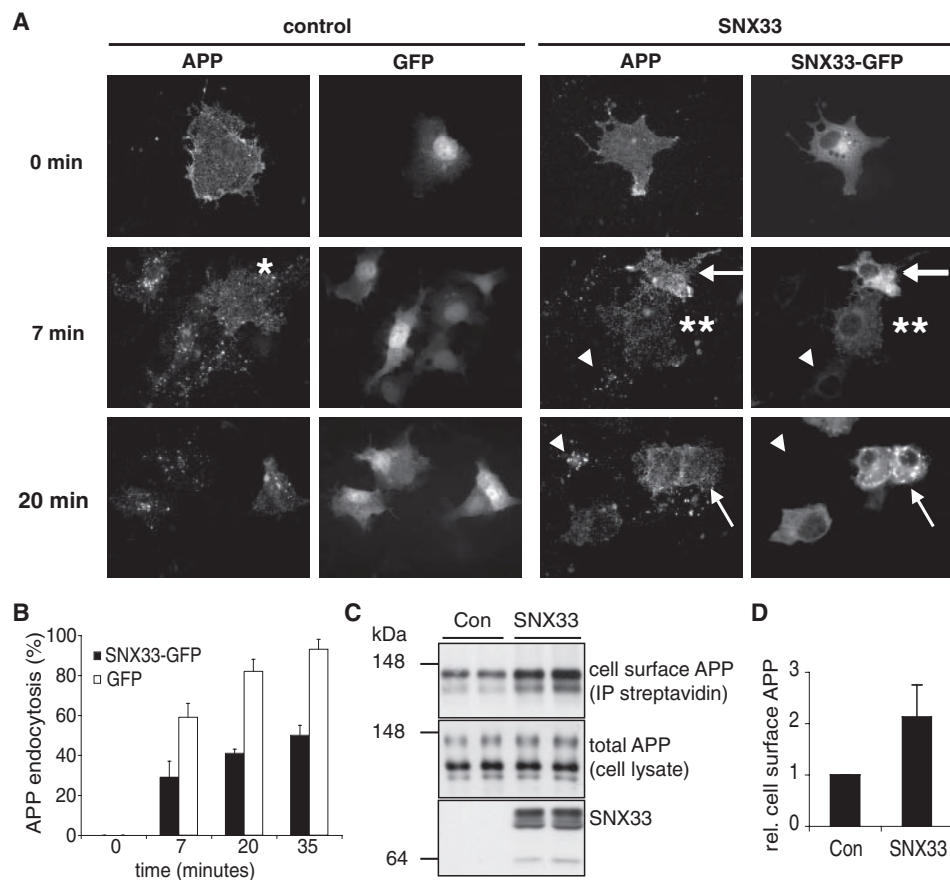 A
control
SNX33
APP
GFP
APP
SNX33-GFP
0 min
7 min
*
**
**
20 min
B
APP endocytosis (%)
100
80
60
40
20
0
SNX33-GFP
GFP
0
7
20
35
time (minutes)
C
kDa
Con
SNX33
148
cell surface APP
(IP streptavidin)
148
total APP
(cell lysate)
SNX33
64
D
rel. cell surface APP
3
2
1
0
Con
SNX33